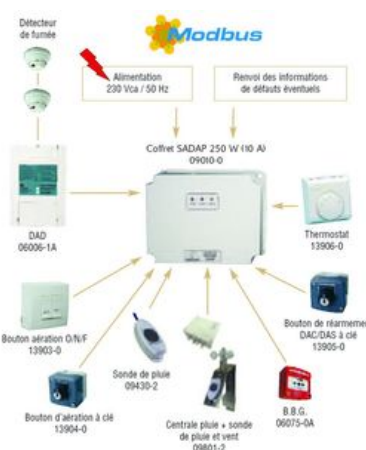 Détecteur
de fumée
Modbus
Alimentation
230 Vca / 50 Hz
Renvoi des informations
de défauts éventuels
Coffret SADAP 250 W (10 A)
09010-0
DAD
06006-1A
Thermostat
13906-0
Bouton aération O/N/F
13903-0
Sonde de pluie
09430-2
Bouton de réarmeme
DAC/DAS à clé
13905-0
Bouton d'aération à clé
13904-0
Centrale pluie + sonde
de pluie et vent
09801-2
B.B.G.
06075-0A